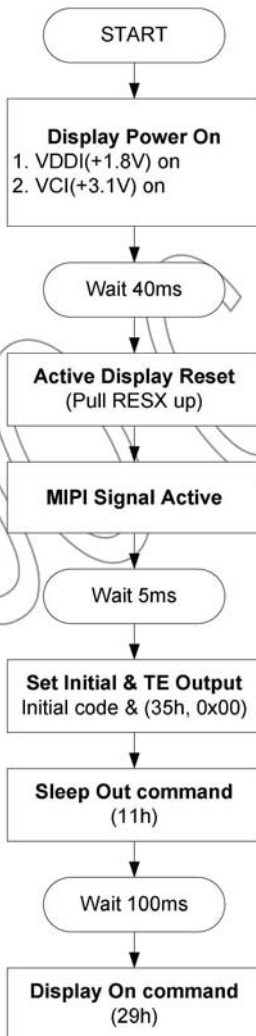 START
Display Power On
1. VDDI(+1.8V) on
2. VCI(+3.1V) on
Wait 40ms
Active Display Reset
(Pull RESX up)
MIPI Signal Active
Wait 5ms
Set Initial & TE Output
Initial code & (35h, 0x00)
Sleep Out command
(11h)
Wait 100ms
Display On command
(29h)